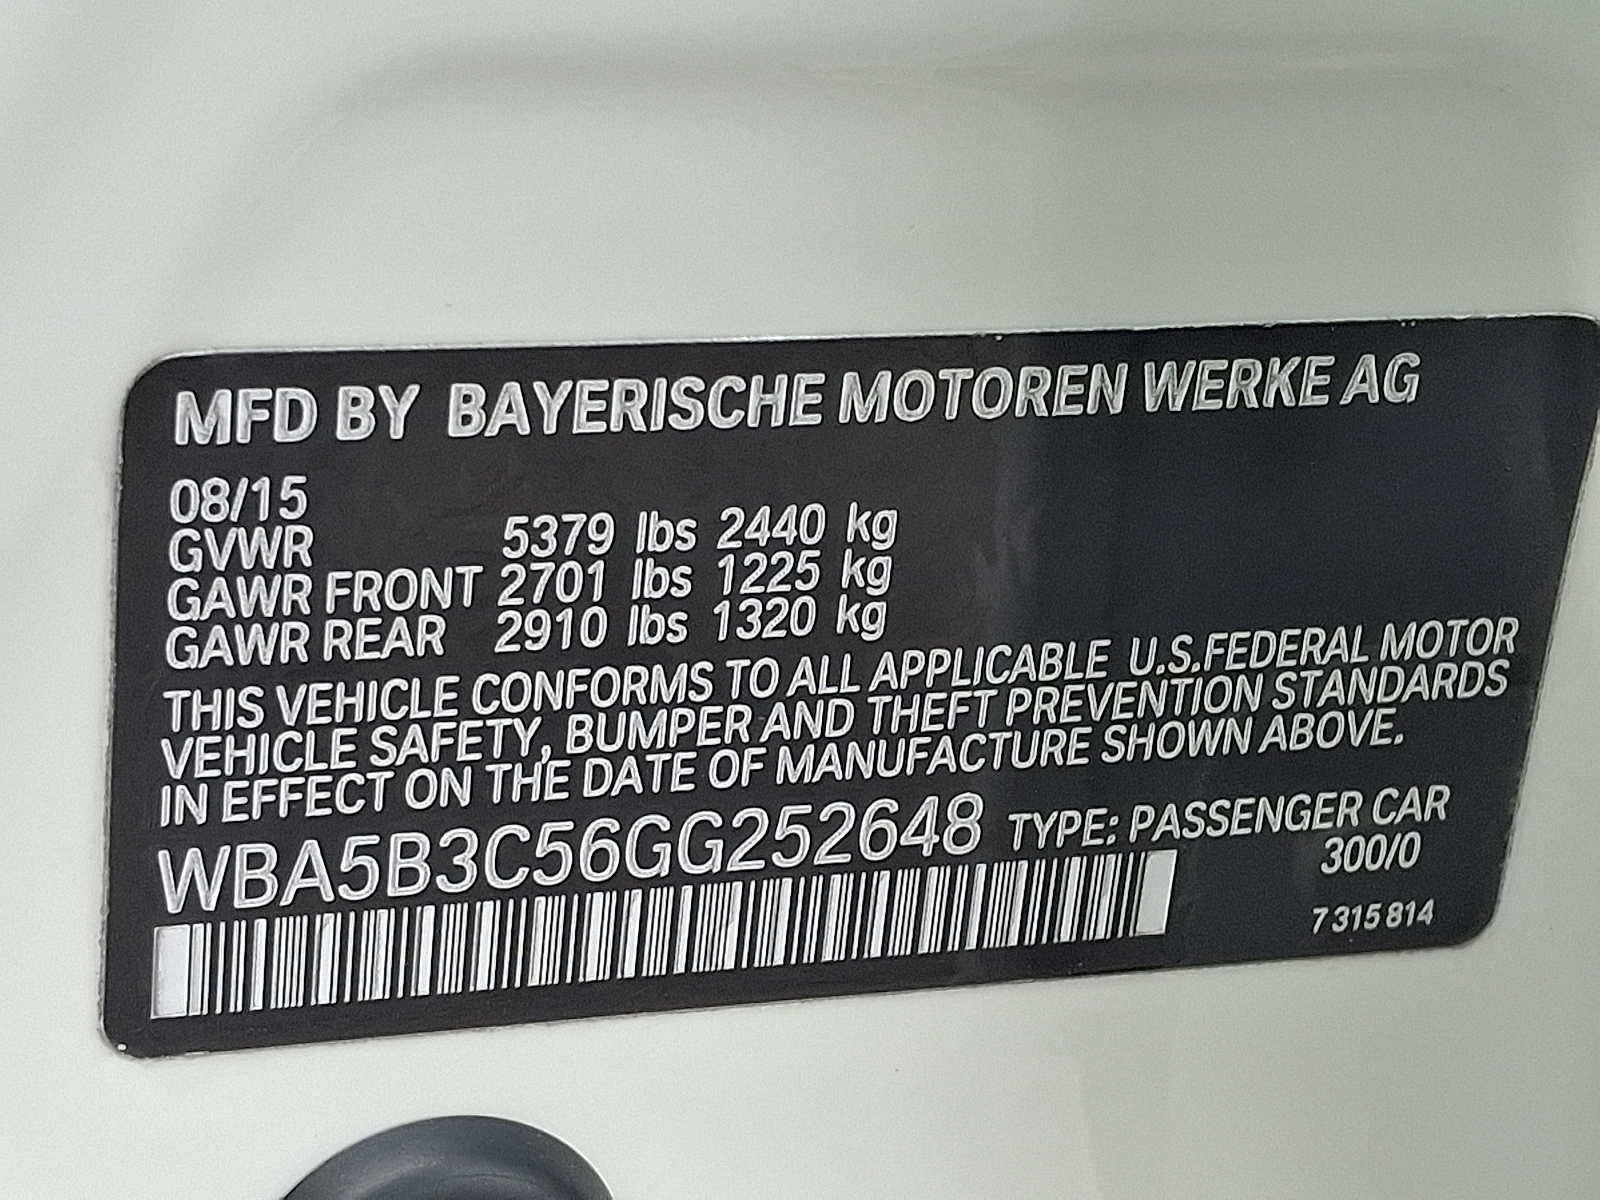 MFD BY BAYERISCHE MOTOREN WERKE AG
08/15
GVWR 5379 lbs 2440 kg
GAWR FRONT 2701 lbs 1225 kg
GAWR REAR 2910 lbs 1320 kg
THIS VEHICLE CONFORMS TO ALL APPLICABLE U.S.FEDERAL MOTOR
VEHICLE SAFETY, BUMPER AND THEFT PREVENTION STANDARDS
IN EFFECT ON THE DATE OF MANUFACTURE SHOWN ABOVE.
WBA5B3C56GG252648 TYPE: PASSENGER CAR
300/0
7 315 814